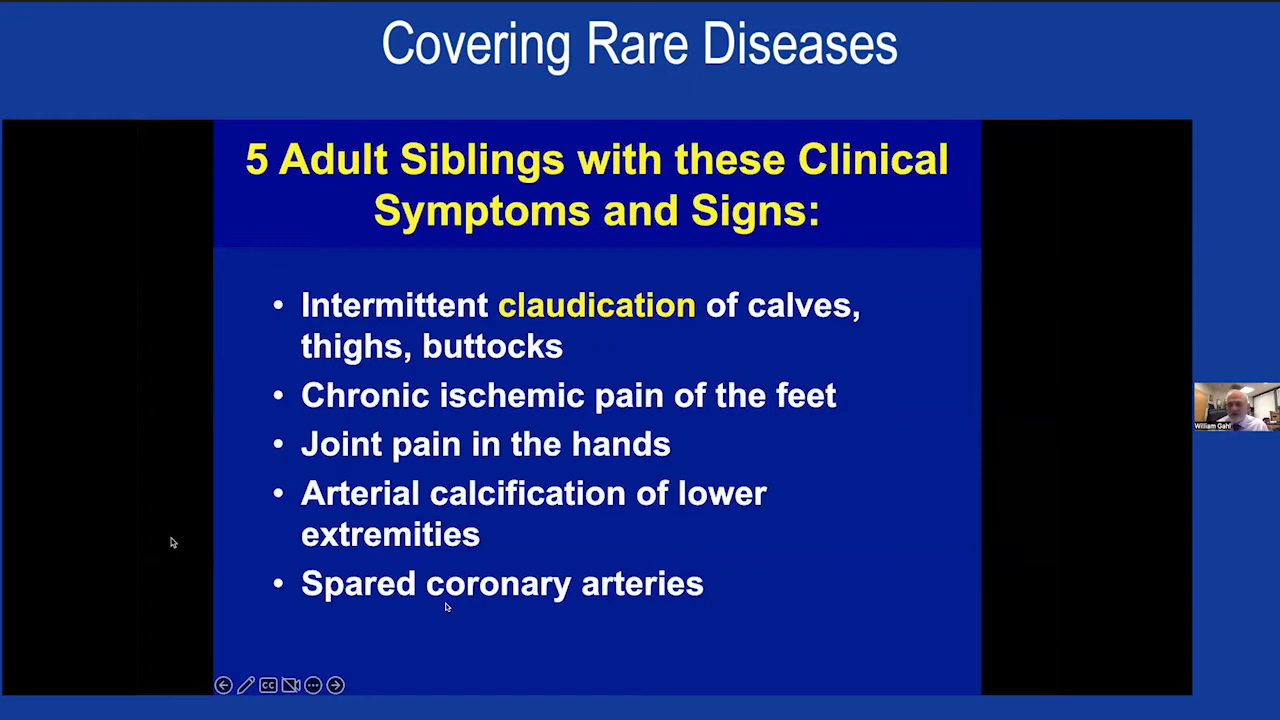 Covering Rare Diseases
5 Adult Siblings with these Clinical
Symptoms and Signs:
• Intermittent claudication of calves,
thighs, buttocks
• Chronic ischemic pain of the feet
• Joint pain in the hands
• Arterial calcification of lower
extremities
• Spared coronary arteries
William Gahl
CC